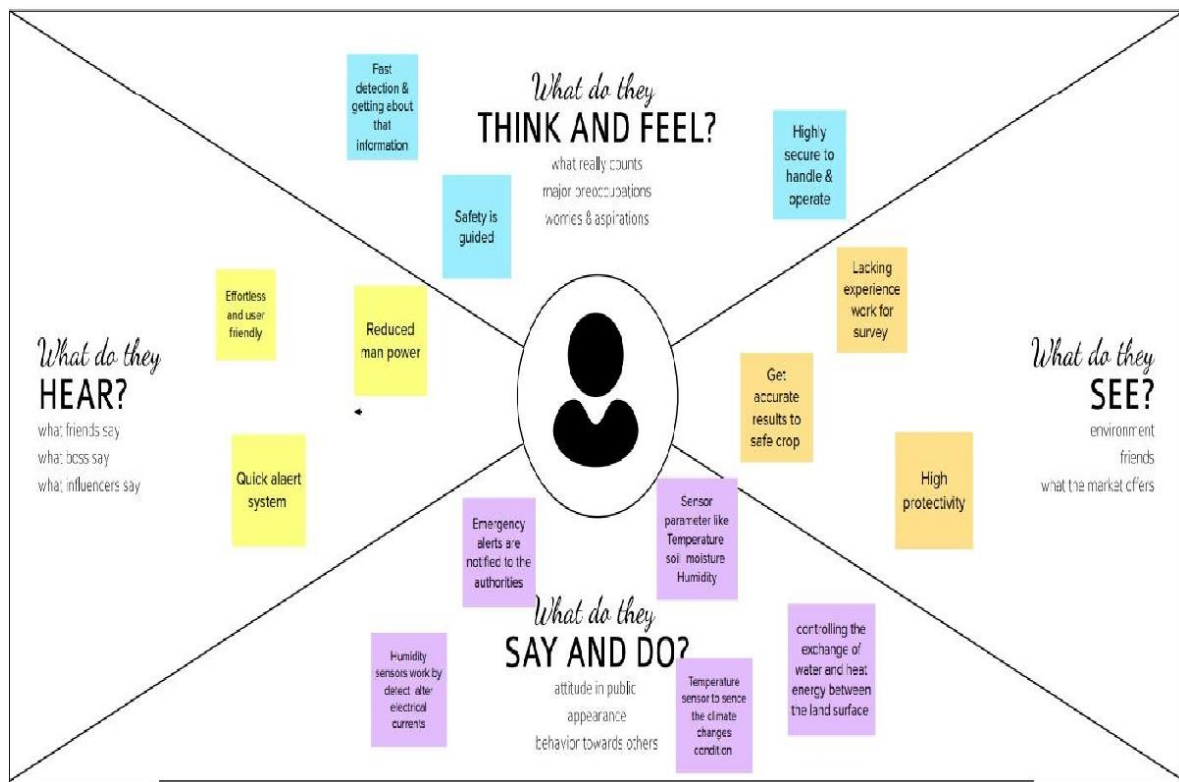 What do they
THINK AND FEEL?
what really counts
major preoccupations
worries & aspirations
Fast
detection &
getting about
that
information
Safety is
guided
Highly
secure to
handle &
operate
What do they
HEAR?
what friends say
what boss say
what influencers say
Effortless
and user
friendly
Reduced
man power
Quick alaert
system
What do they
SEE?
environment
friends
what the market offers
Lacking
experience
work for
survey
Get
accurate
results to
safe crop
High
protectivity
What do they
SAY AND DO?
attitude in public
appearance
behavior towards others
Emergency
alerts are
notified to the
authorities
Sensor
parameter like
Temperature
soil moisture
Humidity
Humidity
sensors work by
detect alter
electrical
currents
Temperature
sensor to sence
the climate
changes
condition
controlling the
exchange of
water and heat
energy between
the land surface